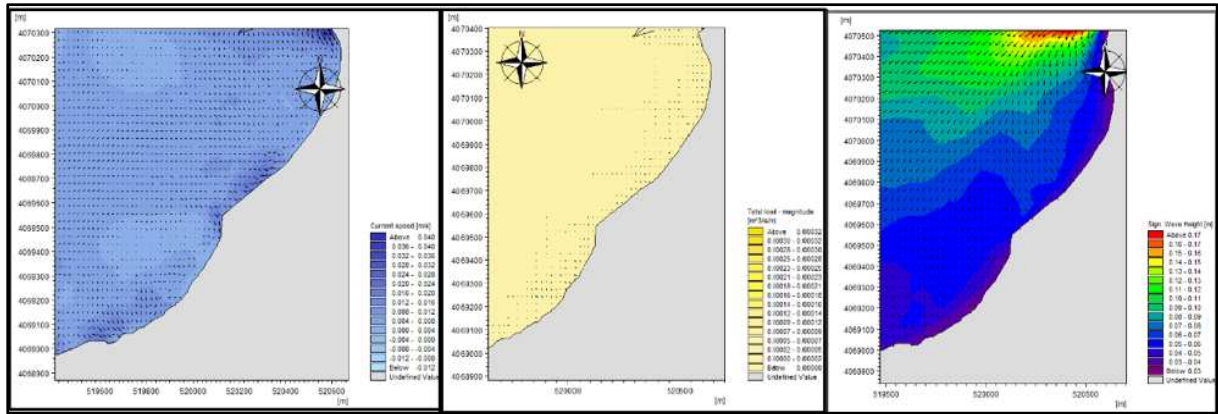 [m]
4070300
4070200
4070100
4070000
4069900
4069800
4069700
4069600
4069500
4069400
4069300
4069200
4069100
4069000
4068900
519600
519800
520000
520200
520400
520600
[m]
Current speed [m/s]
Above 0.040
0.036 - 0.040
0.032 - 0.036
0.028 - 0.032
0.024 - 0.028
0.020 - 0.024
0.016 - 0.020
0.012 - 0.016
0.008 - 0.012
0.004 - 0.008
0.000 - 0.004
-0.004 - 0.000
-0.008 - -0.004
-0.012 - -0.008
Below -0.012
Undefined Value
[m]
4070400
4070300
4070200
4070100
4070000
4069900
4069800
4069700
4069600
4069500
4069400
4069300
4069200
4069100
4069000
4068900
N
520000
520500
[m]
Total load - magnitude
[m^3/s/m]
Above 0.00032
Below 0.00000
Undefined Value
[m]
4070500
4070400
4070300
4070200
4070100
4070000
4069900
4069800
4069700
4069600
4069500
4069400
4069300
4069200
4069100
4069000
4068900
519500
520000
520500
[m]
Sign. Wave Height [m]
Above 0.17
0.16 - 0.17
0.15 - 0.16
0.14 - 0.15
0.13 - 0.14
0.12 - 0.13
0.11 - 0.12
0.10 - 0.11
0.09 - 0.10
0.08 - 0.09
0.07 - 0.08
0.06 - 0.07
0.05 - 0.06
0.04 - 0.05
0.03 - 0.04
Below 0.03
Undefined Value